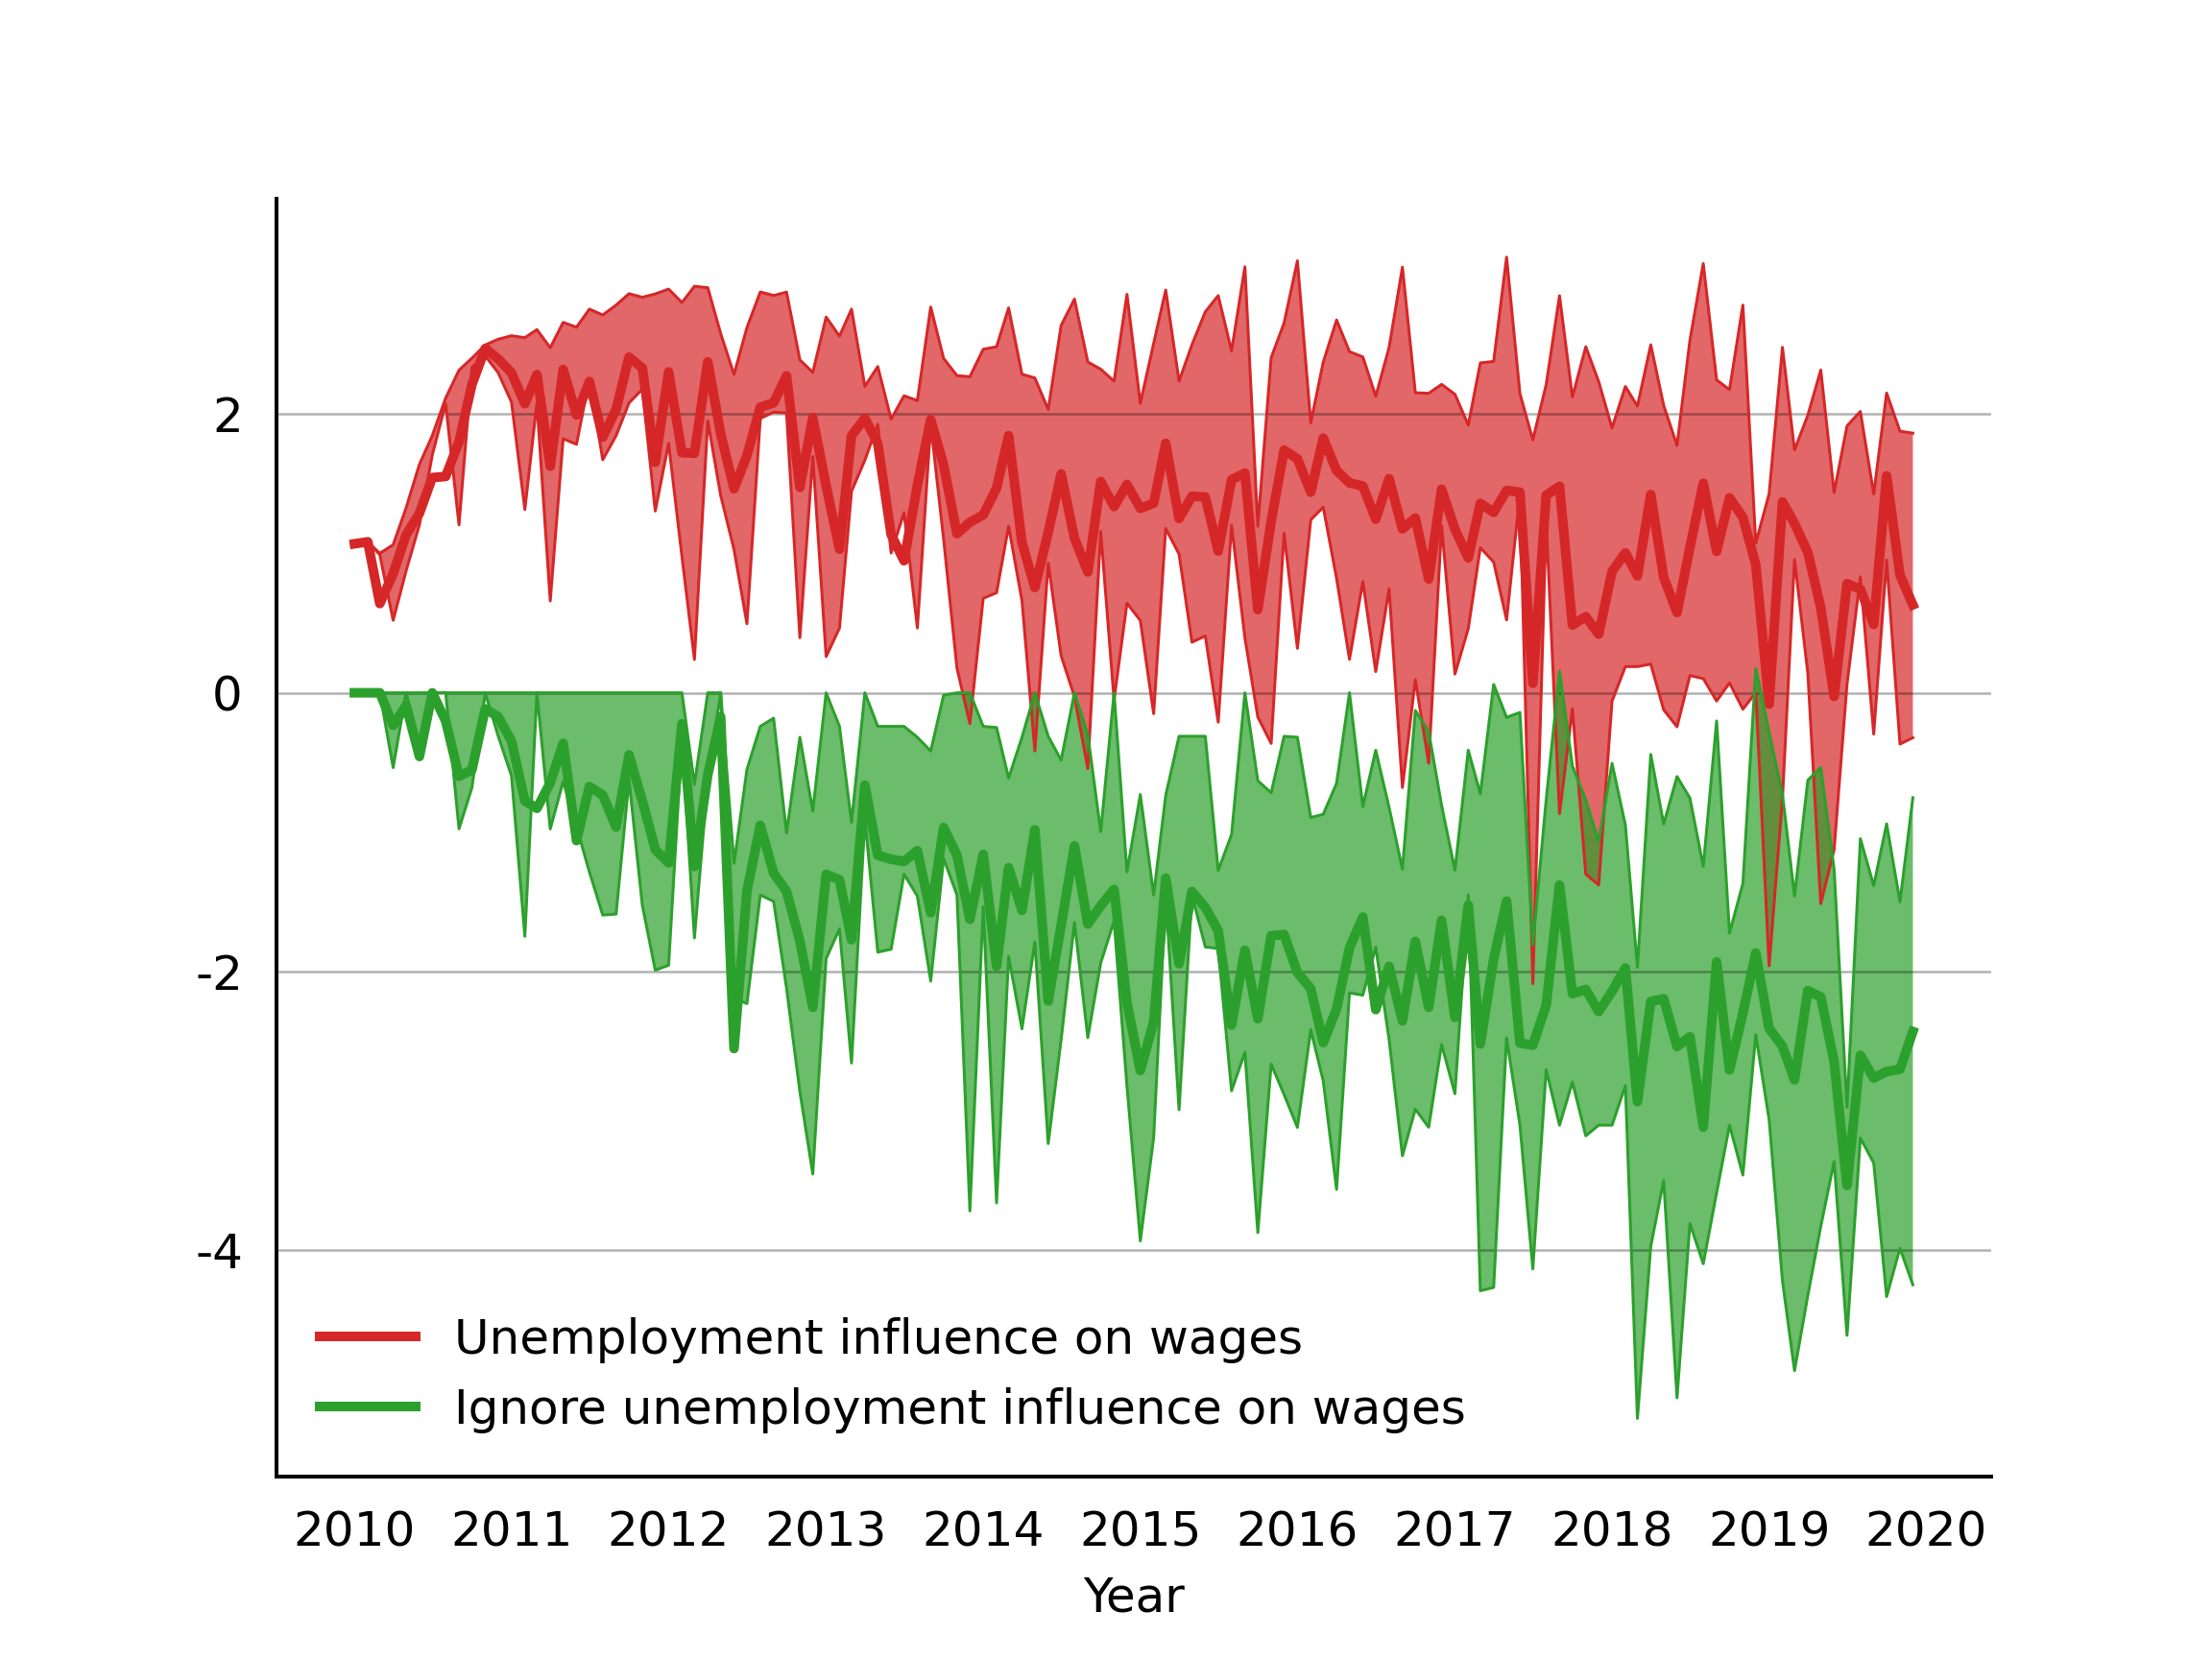 2
0
-2
-4
Unemployment influence on wages
Ignore unemployment influence on wages
2010 2011 2012 2013 2014 2015 2016 2017 2018 2019 2020
Year